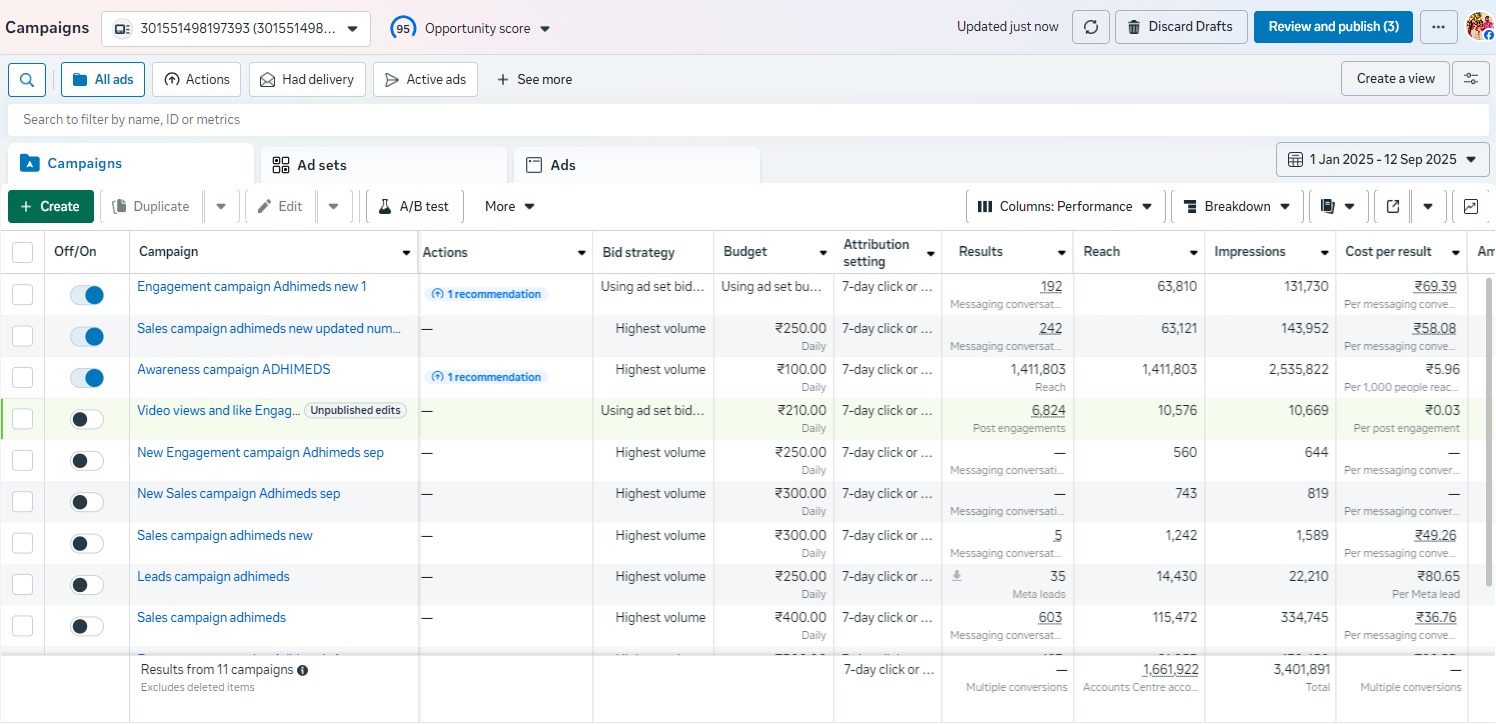 Campaigns 301551498197393 (301551498... 95 Opportunity score Updated just now Discard Drafts Review and publish (3)
All ads Actions Had delivery Active ads + See more Create a view
Search to filter by name, ID or metrics
Campaigns Ad sets Ads 1 Jan 2025 - 12 Sep 2025
+ Create Duplicate Edit A/B test More Columns: Performance Breakdown
Off/On Campaign Actions Bid strategy Budget Attribution setting Results Reach Impressions Cost per result Am
Engagement campaign Adhimeds new 1 1 recommendation Using ad set bid... Using ad set bu... 7-day click or ... 192 63,810 131,730 ₹69.39
Messaging conversat... Per messaging conve...
Sales campaign adhimeds new updated num... — Highest volume ₹250.00 7-day click or ... 242 63,121 143,952 ₹58.08
Daily Messaging conversat... Per messaging conve...
Awareness campaign ADHIMEDS 1 recommendation Highest volume ₹100.00 7-day click or ... 1,411,803 1,411,803 2,535,822 ₹5.96
Daily Reach Per 1,000 people reac...
Video views and like Engag... Unpublished edits — Using ad set bid... ₹210.00 7-day click or ... 6,824 10,576 10,669 ₹0.03
Daily Post engagements Per post engagement
New Engagement campaign Adhimeds sep — Highest volume ₹250.00 7-day click or ... — 560 644 —
Daily Messaging conversati... Per messaging conver...
New Sales campaign Adhimeds sep — Highest volume ₹300.00 7-day click or ... — 743 819 —
Daily Messaging conversati... Per messaging conver...
Sales campaign adhimeds new — Highest volume ₹300.00 7-day click or ... 5 1,242 1,589 ₹49.26
Daily Messaging conversat... Per messaging conve...
Leads campaign adhimeds — Highest volume ₹250.00 7-day click or ... 35 14,430 22,210 ₹80.65
Daily Meta leads Per Meta lead
Sales campaign adhimeds — Highest volume ₹400.00 7-day click or ... 603 115,472 334,745 ₹36.76
Daily Messaging conversat... Per messaging conve...
Results from 11 campaigns 7-day click or ... — 1,661,922 3,401,891 —
Excludes deleted items Multiple conversions Accounts Centre acco... Total Multiple conversions